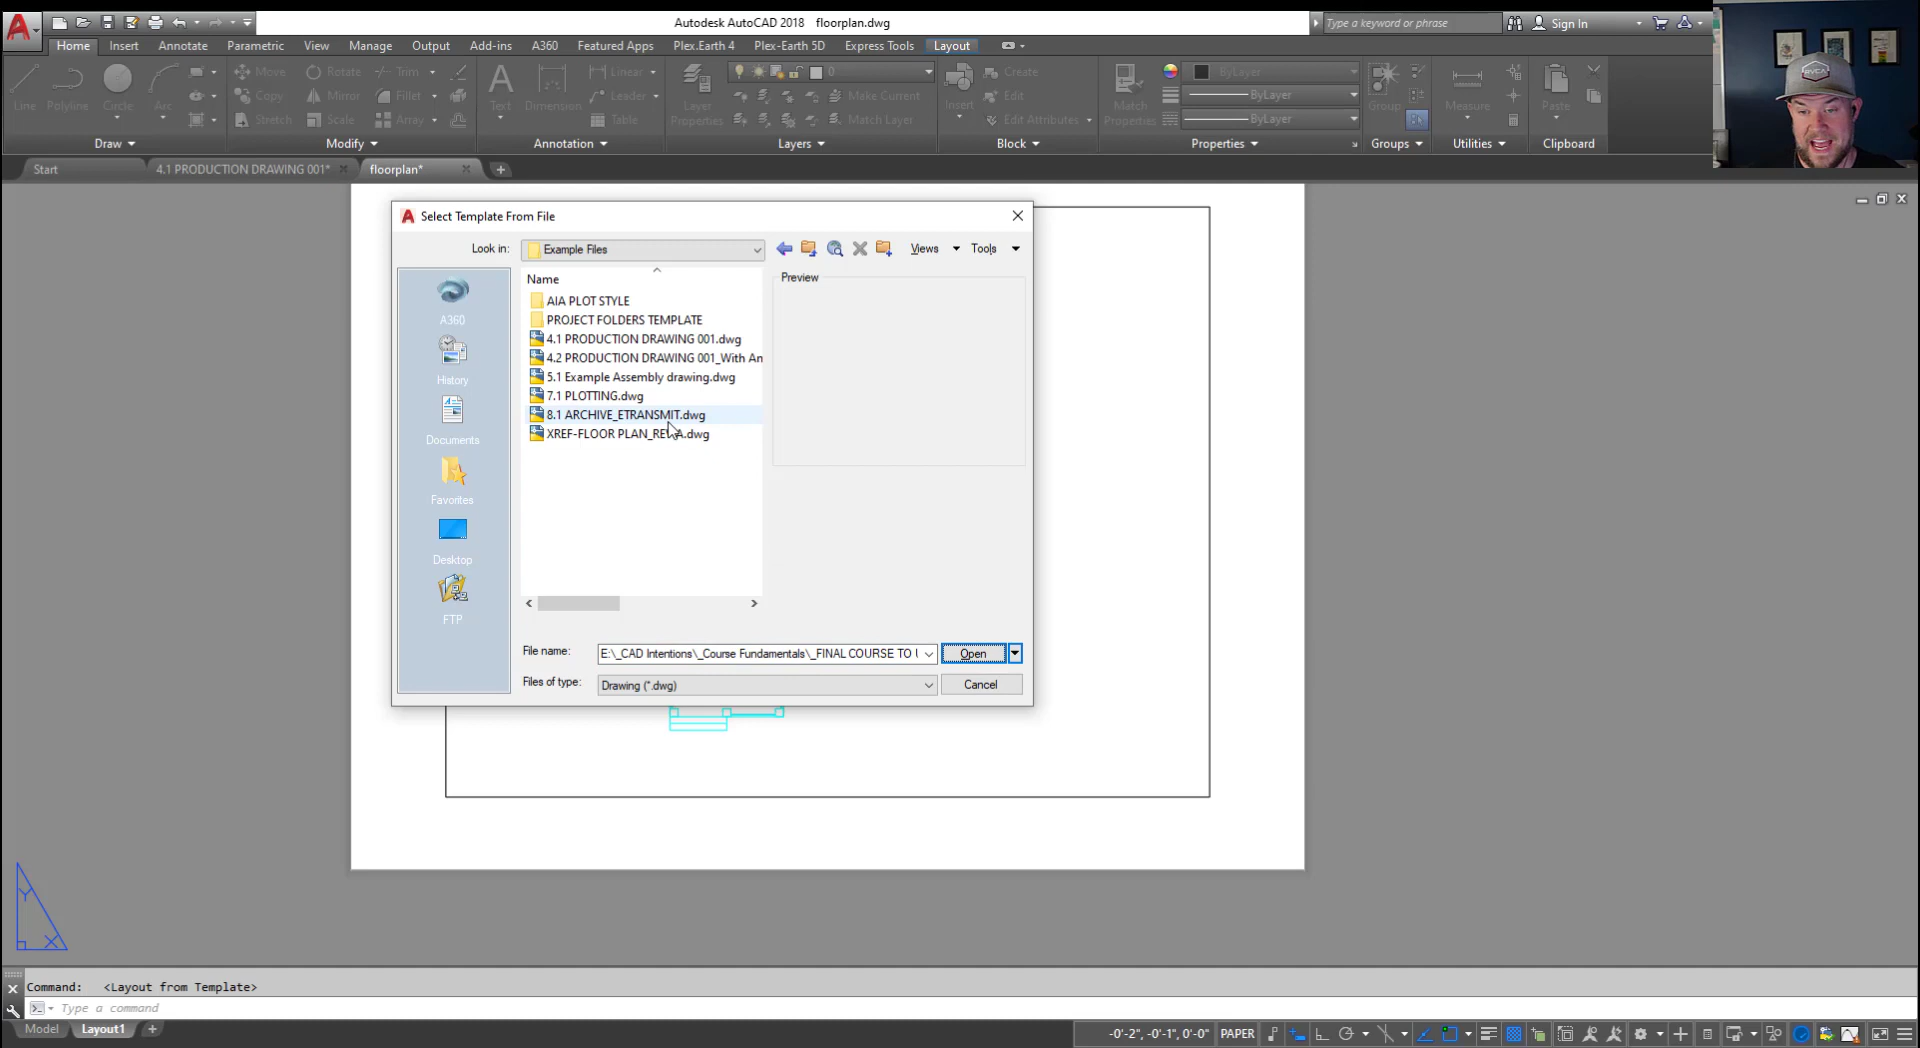 Autodesk AutoCAD 2018 floorplan.dwg
Type a keyword or phrase
Sign In
Home Insert Annotate Parametric View Manage Output Add-ins A360 Featured Apps Plex.Earth 4 Plex-Earth 5D Express Tools Layout
Line Polyline Circle Arc
Move Rotate Trim
Copy Mirror Fillet
Stretch Scale Array
Text Dimension
Linear
Leader
Table
Layer Properties
0
Make Current
Match Layer
Insert
Create
Edit
Edit Attributes
Match Properties
ByLayer
ByLayer
ByLayer
Group
Measure
Paste
Draw Modify Annotation Layers Block Properties Groups Utilities Clipboard
RVCA
Start 4.1 PRODUCTION DRAWING 001* floorplan*
Select Template From File
Look in: Example Files Views Tools
Name
Preview
AIA PLOT STYLE
PROJECT FOLDERS TEMPLATE
4.1 PRODUCTION DRAWING 001.dwg
4.2 PRODUCTION DRAWING 001_With An
5.1 Example Assembly drawing.dwg
7.1 PLOTTING.dwg
8.1 ARCHIVE_ETRANSMIT.dwg
XREF-FLOOR PLAN_REV A.dwg
A360
History
Documents
Favorites
Desktop
FTP
File name: E:\_CAD Intentions\_Course Fundamentals\_FINAL COURSE TO U Open
Files of type: Drawing (*.dwg) Cancel
Y
X
Command: <Layout from Template>
Type a command
Model Layout1
-0'-2", -0'-1", 0'-0" PAPER